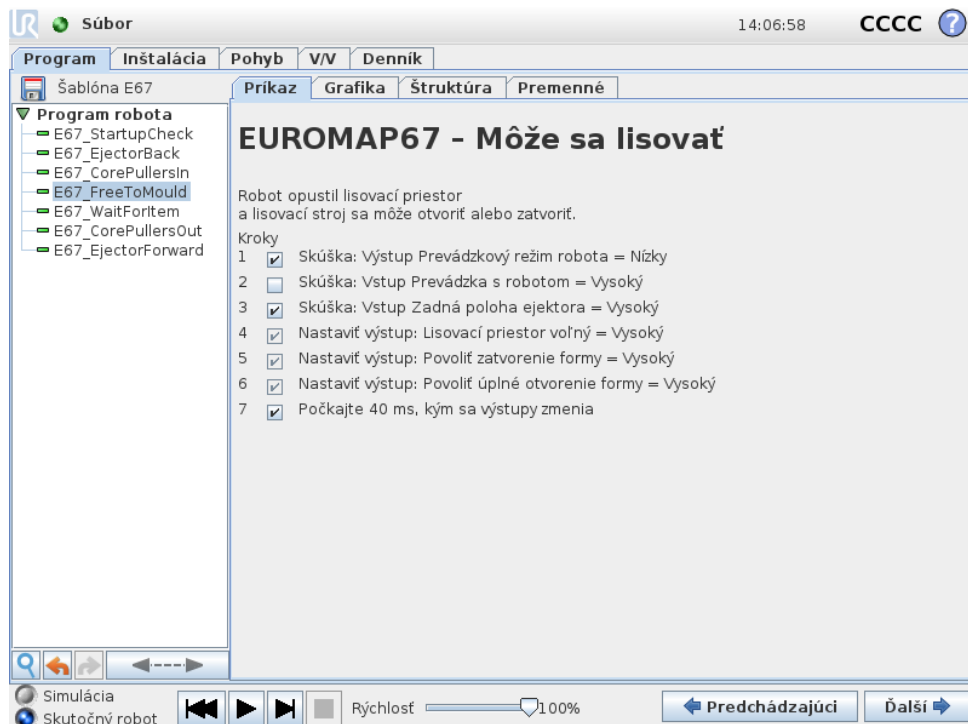 UR Súbor 14:06:58 CCCC ?
Program Inštalácia Pohyb V/V Denník
Šablóna E67
Príkaz Grafika Štruktúra Premenné
Program robota
E67_StartupCheck
E67_EjectorBack
E67_CorePullersIn
E67_FreeToMould
E67_WaitForItem
E67_CorePullersOut
E67_EjectorForward
EUROMAP67 – Môže sa lisovať
Robot opustil lisovací priestor
a lisovací stroj sa môže otvoriť alebo zatvoriť.
Kroky
1 Skúška: Výstup Prevádzkový režim robota = Nízky
2 Skúška: Vstup Prevádzka s robotom = Vysoký
3 Skúška: Vstup Zadná poloha ejektora = Vysoký
4 Nastaviť výstup: Lisovací priestor voľný = Vysoký
5 Nastaviť výstup: Povoliť zatvorenie formy = Vysoký
6 Nastaviť výstup: Povoliť úplné otvorenie formy = Vysoký
7 Počkajte 40 ms, kým sa výstupy zmenia
Simulácia
Skutočný robot
Rýchlosť 100%
Predchádzajúci Ďalší